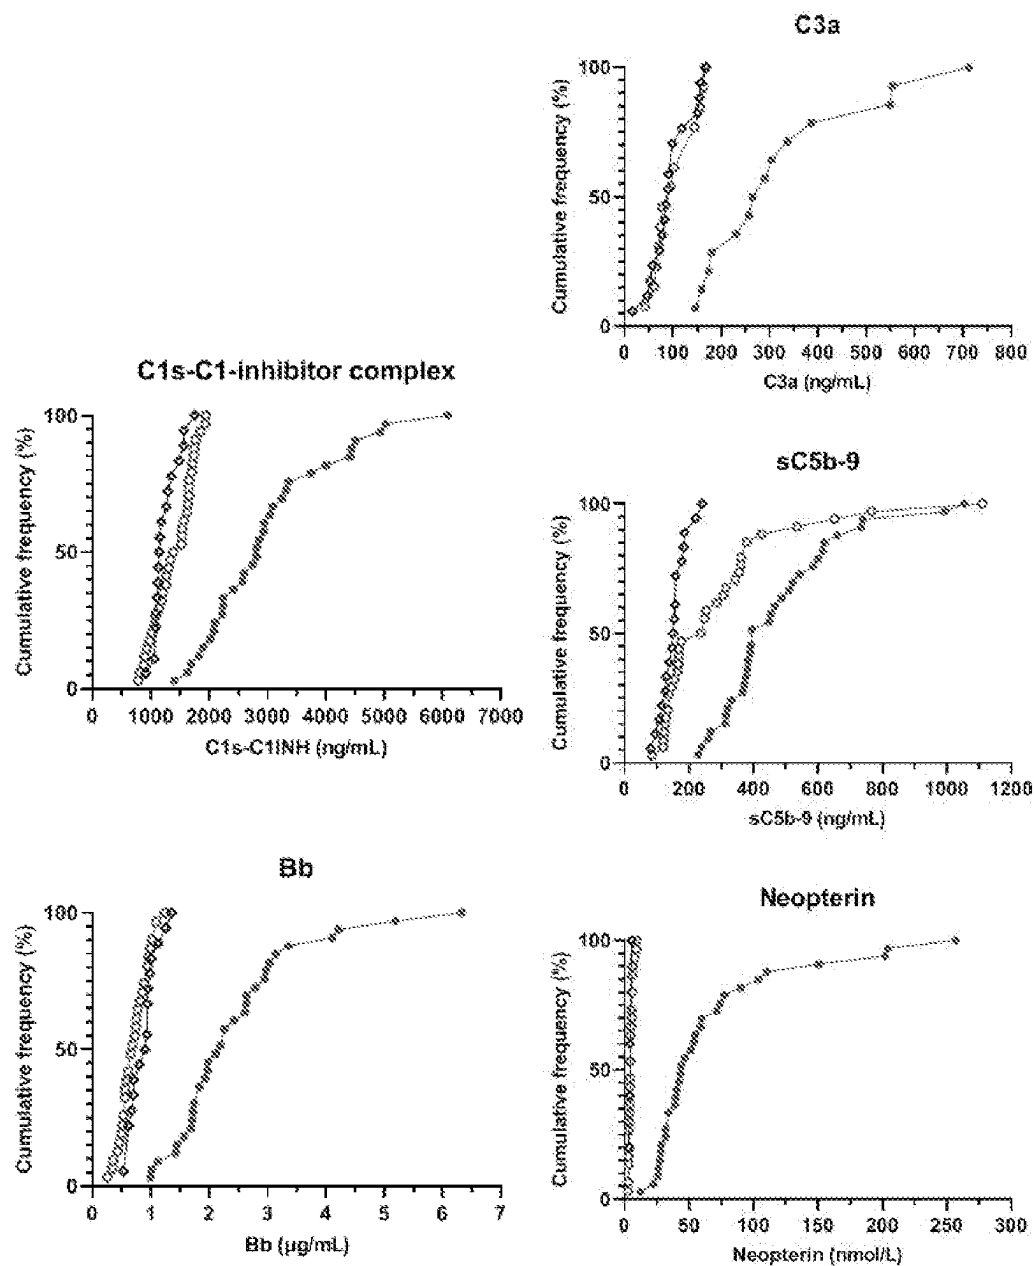 C3a
Cumulative frequency (%)
100
50
0
0 100 200 300 400 500 600 700 800
C3a (ng/mL)
C1s-C1-inhibitor complex
Cumulative frequency (%)
100
50
0
0 1000 2000 3000 4000 5000 6000 7000
C1s-C1INH (ng/mL)
sC5b-9
Cumulative frequency (%)
100
50
0
0 200 400 600 800 1000 1200
sC5b-9 (ng/mL)
Bb
Cumulative frequency (%)
100
50
0
0 1 2 3 4 5 6 7
Bb (µg/mL)
Neopterin
Cumulative frequency (%)
100
50
0
0 50 100 150 200 250 300
Neopterin (nmol/L)